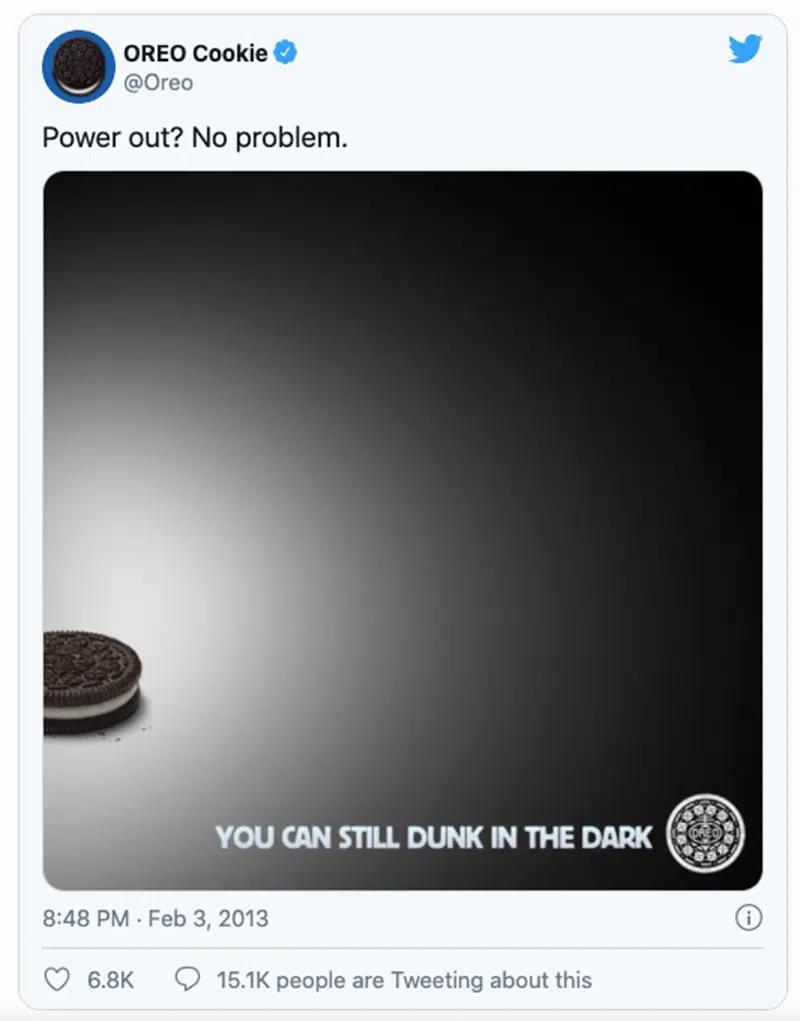 OREO Cookie
@Oreo
Power out? No problem.
YOU CAN STILL DUNK IN THE DARK
OREO
8:48 PM · Feb 3, 2013
6.8K 15.1K people are Tweeting about this